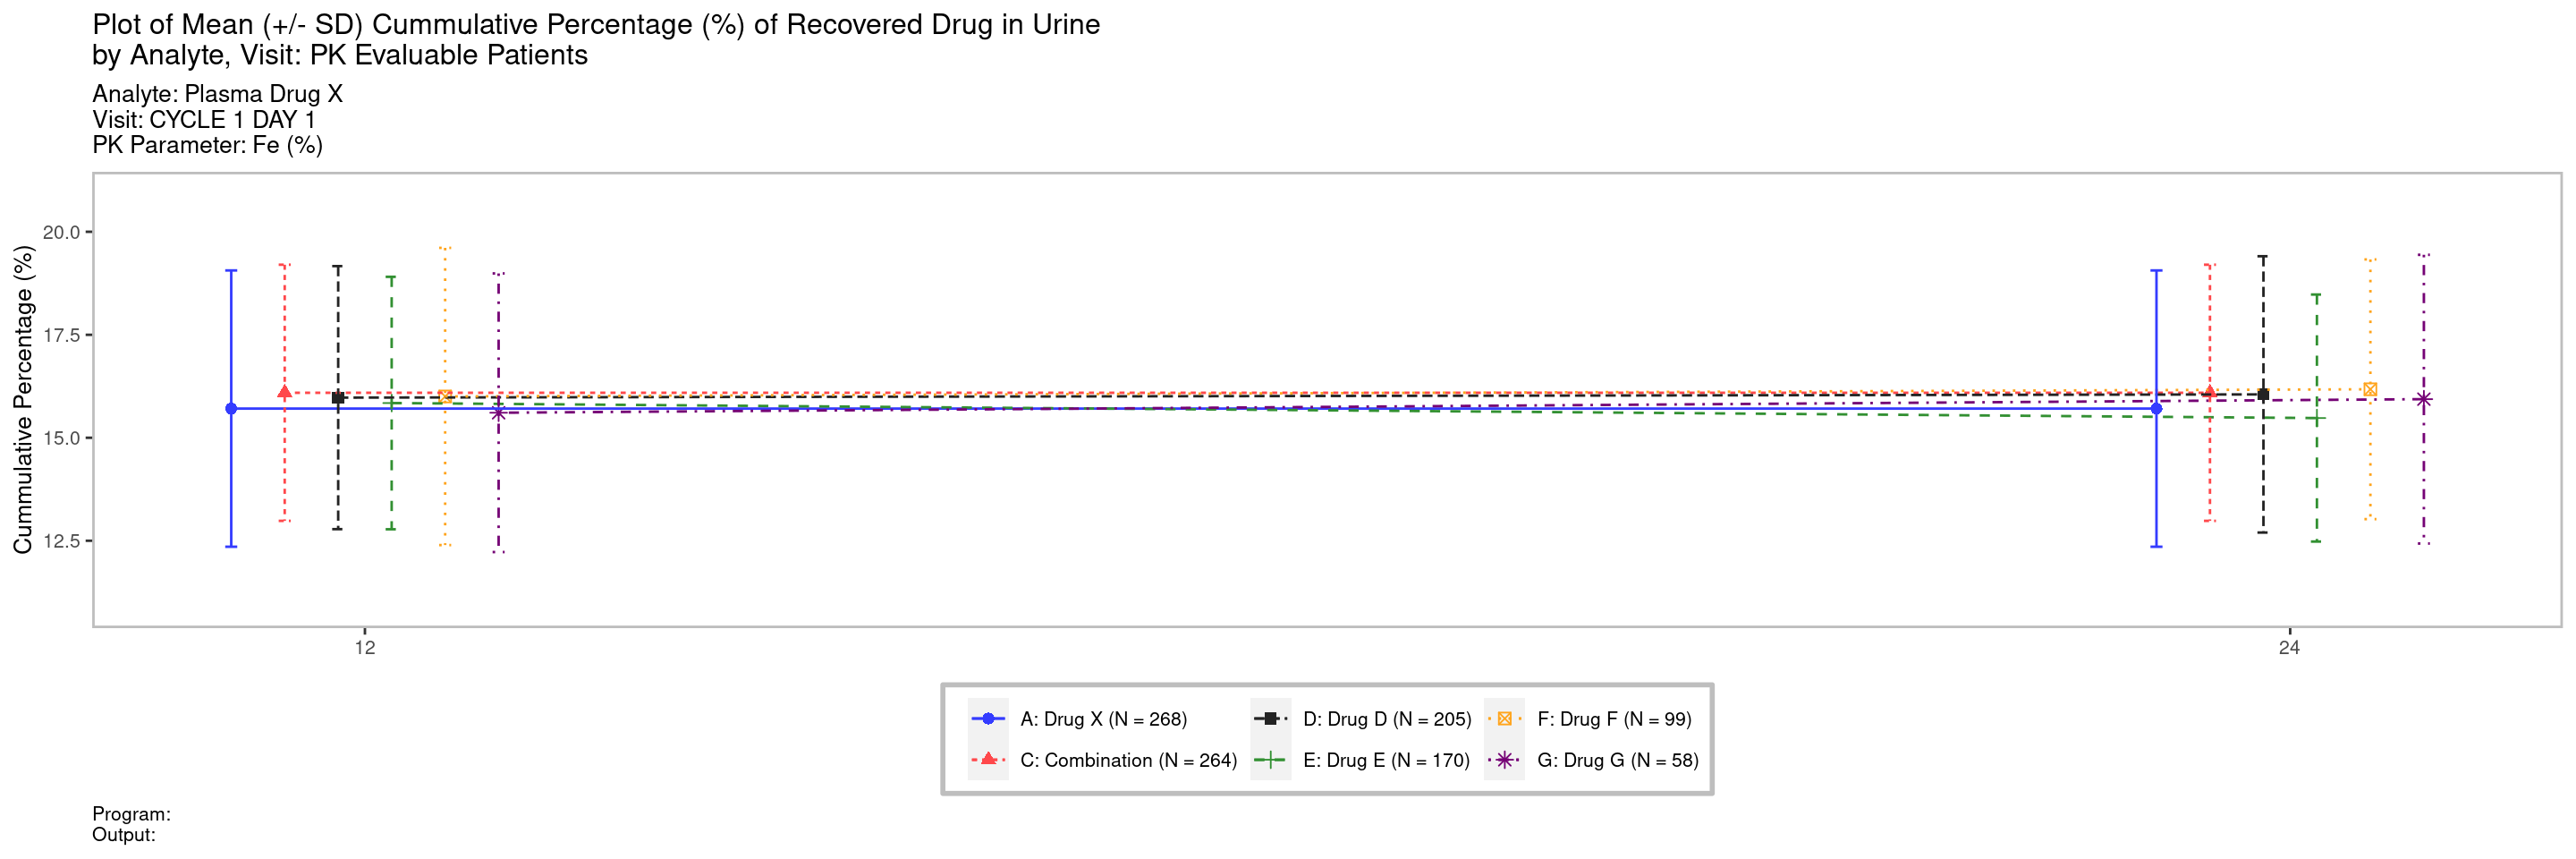 Plot of Mean (+/- SD) Cummulative Percentage (%) of Recovered Drug in Urine
by Analyte, Visit: PK Evaluable Patients
Analyte: Plasma Drug X
Visit: CYCLE 1 DAY 1
PK Parameter: Fe (%)
Cummulative Percentage (%)
20.0
17.5
15.0
12.5
12
24
A: Drug X (N = 268)
D: Drug D (N = 205)
F: Drug F (N = 99)
C: Combination (N = 264)
E: Drug E (N = 170)
G: Drug G (N = 58)
Program:
Output: